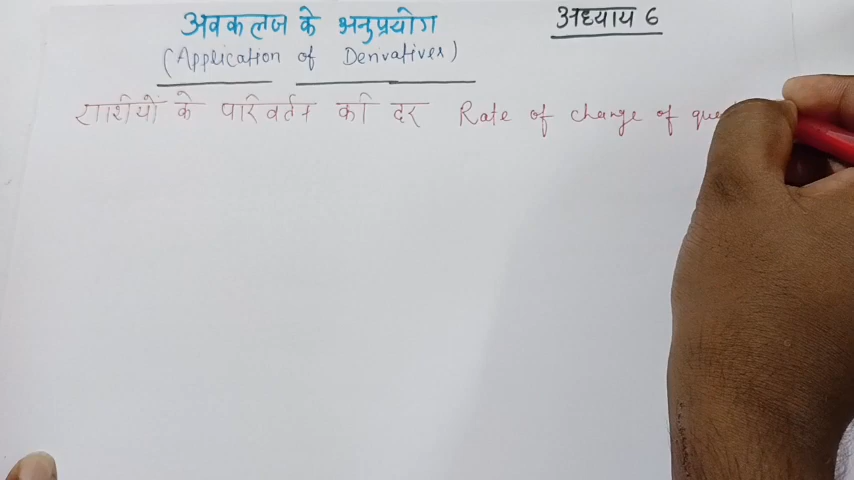 अवकलज के अनुप्रयोग
अध्याय 6
(Application of Derivatives)
राशियों के परिवर्तन की दर Rate of change of